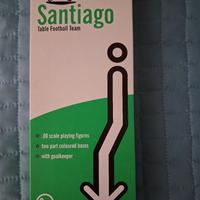 Santiago
Table Football Team
.00 scale playing figures
two part coloured bases
with goalkeeper